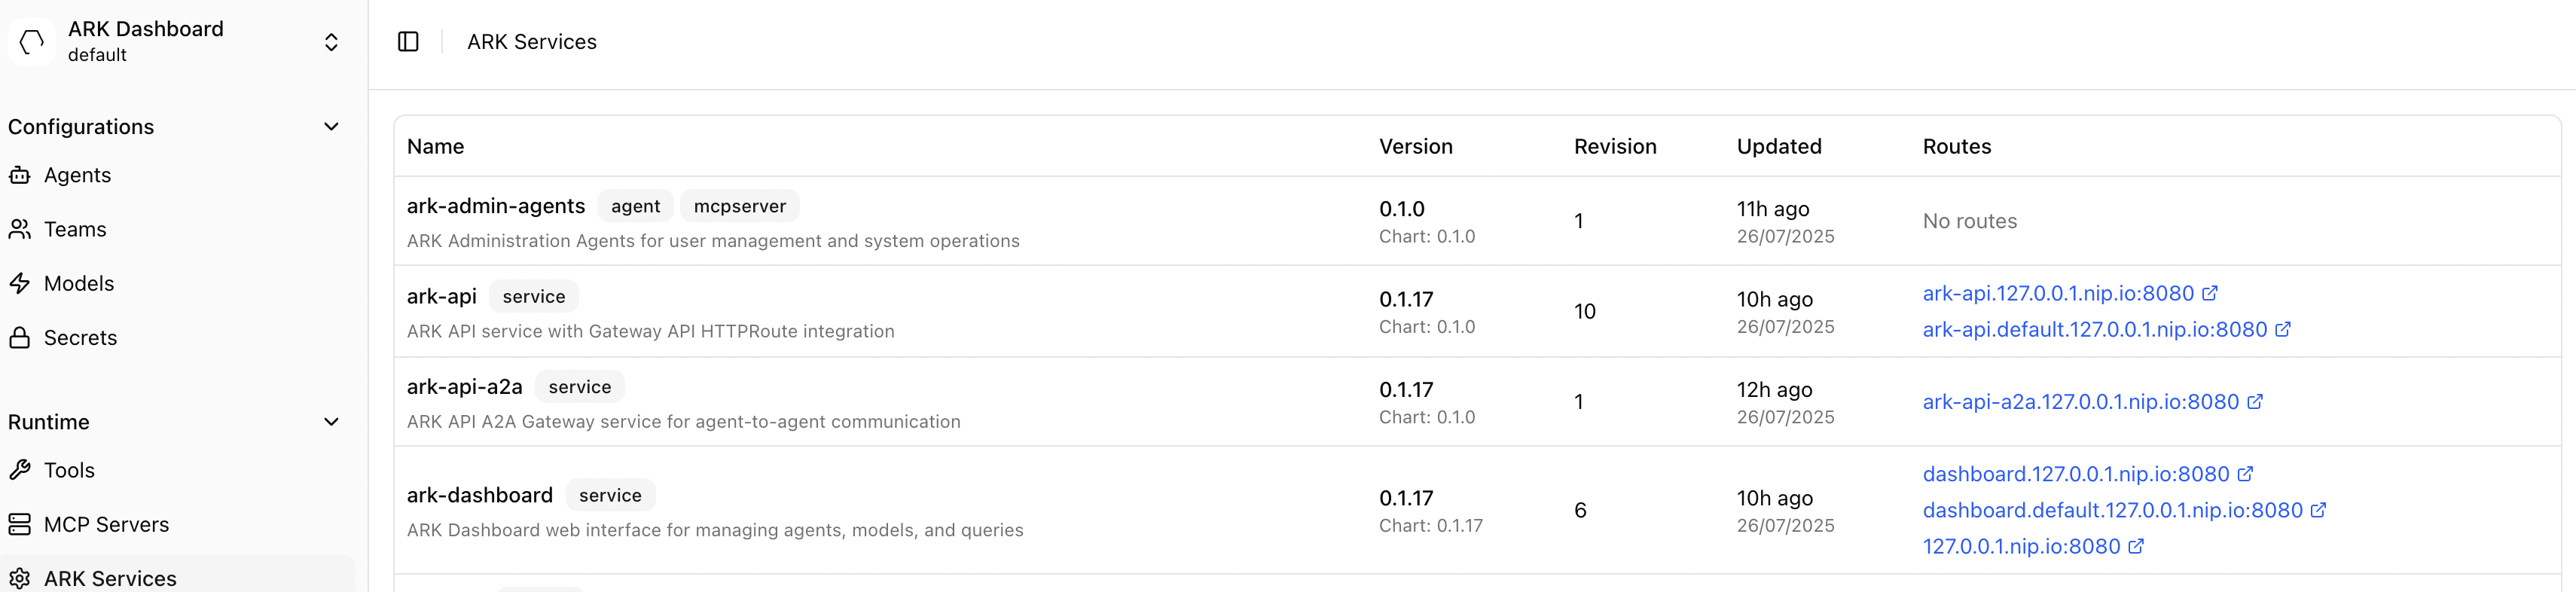 ARK Dashboard
default
Configurations
Agents
Teams
Models
Secrets
Runtime
Tools
MCP Servers
ARK Services
ARK Services
Name Version Revision Updated Routes
ark-admin-agents agent mcpserver
ARK Administration Agents for user management and system operations
0.1.0
Chart: 0.1.0
1
11h ago
26/07/2025
No routes
ark-api service
ARK API service with Gateway API HTTPRoute integration
0.1.17
Chart: 0.1.0
10
10h ago
26/07/2025
ark-api.127.0.0.1.nip.io:8080
ark-api.default.127.0.0.1.nip.io:8080
ark-api-a2a service
ARK API A2A Gateway service for agent-to-agent communication
0.1.17
Chart: 0.1.0
1
12h ago
26/07/2025
ark-api-a2a.127.0.0.1.nip.io:8080
ark-dashboard service
ARK Dashboard web interface for managing agents, models, and queries
0.1.17
Chart: 0.1.17
6
10h ago
26/07/2025
dashboard.127.0.0.1.nip.io:8080
dashboard.default.127.0.0.1.nip.io:8080
127.0.0.1.nip.io:8080